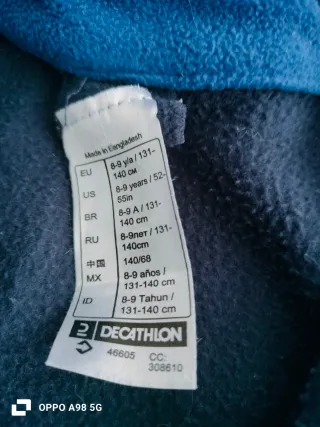 Made in Bangladesh
EU 8-9 y/a / 131-
140 см
US 8-9 years / 52-
55in
BR 8-9 A / 131-
140 cm
RU 8-9лет / 131-
140cm
中国 140/68
MX 8-9 años /
131-140 cm
ID 8-9 Tahun /
131-140 cm
DECATHLON
46605 CC:
308610
OPPO A98 5G